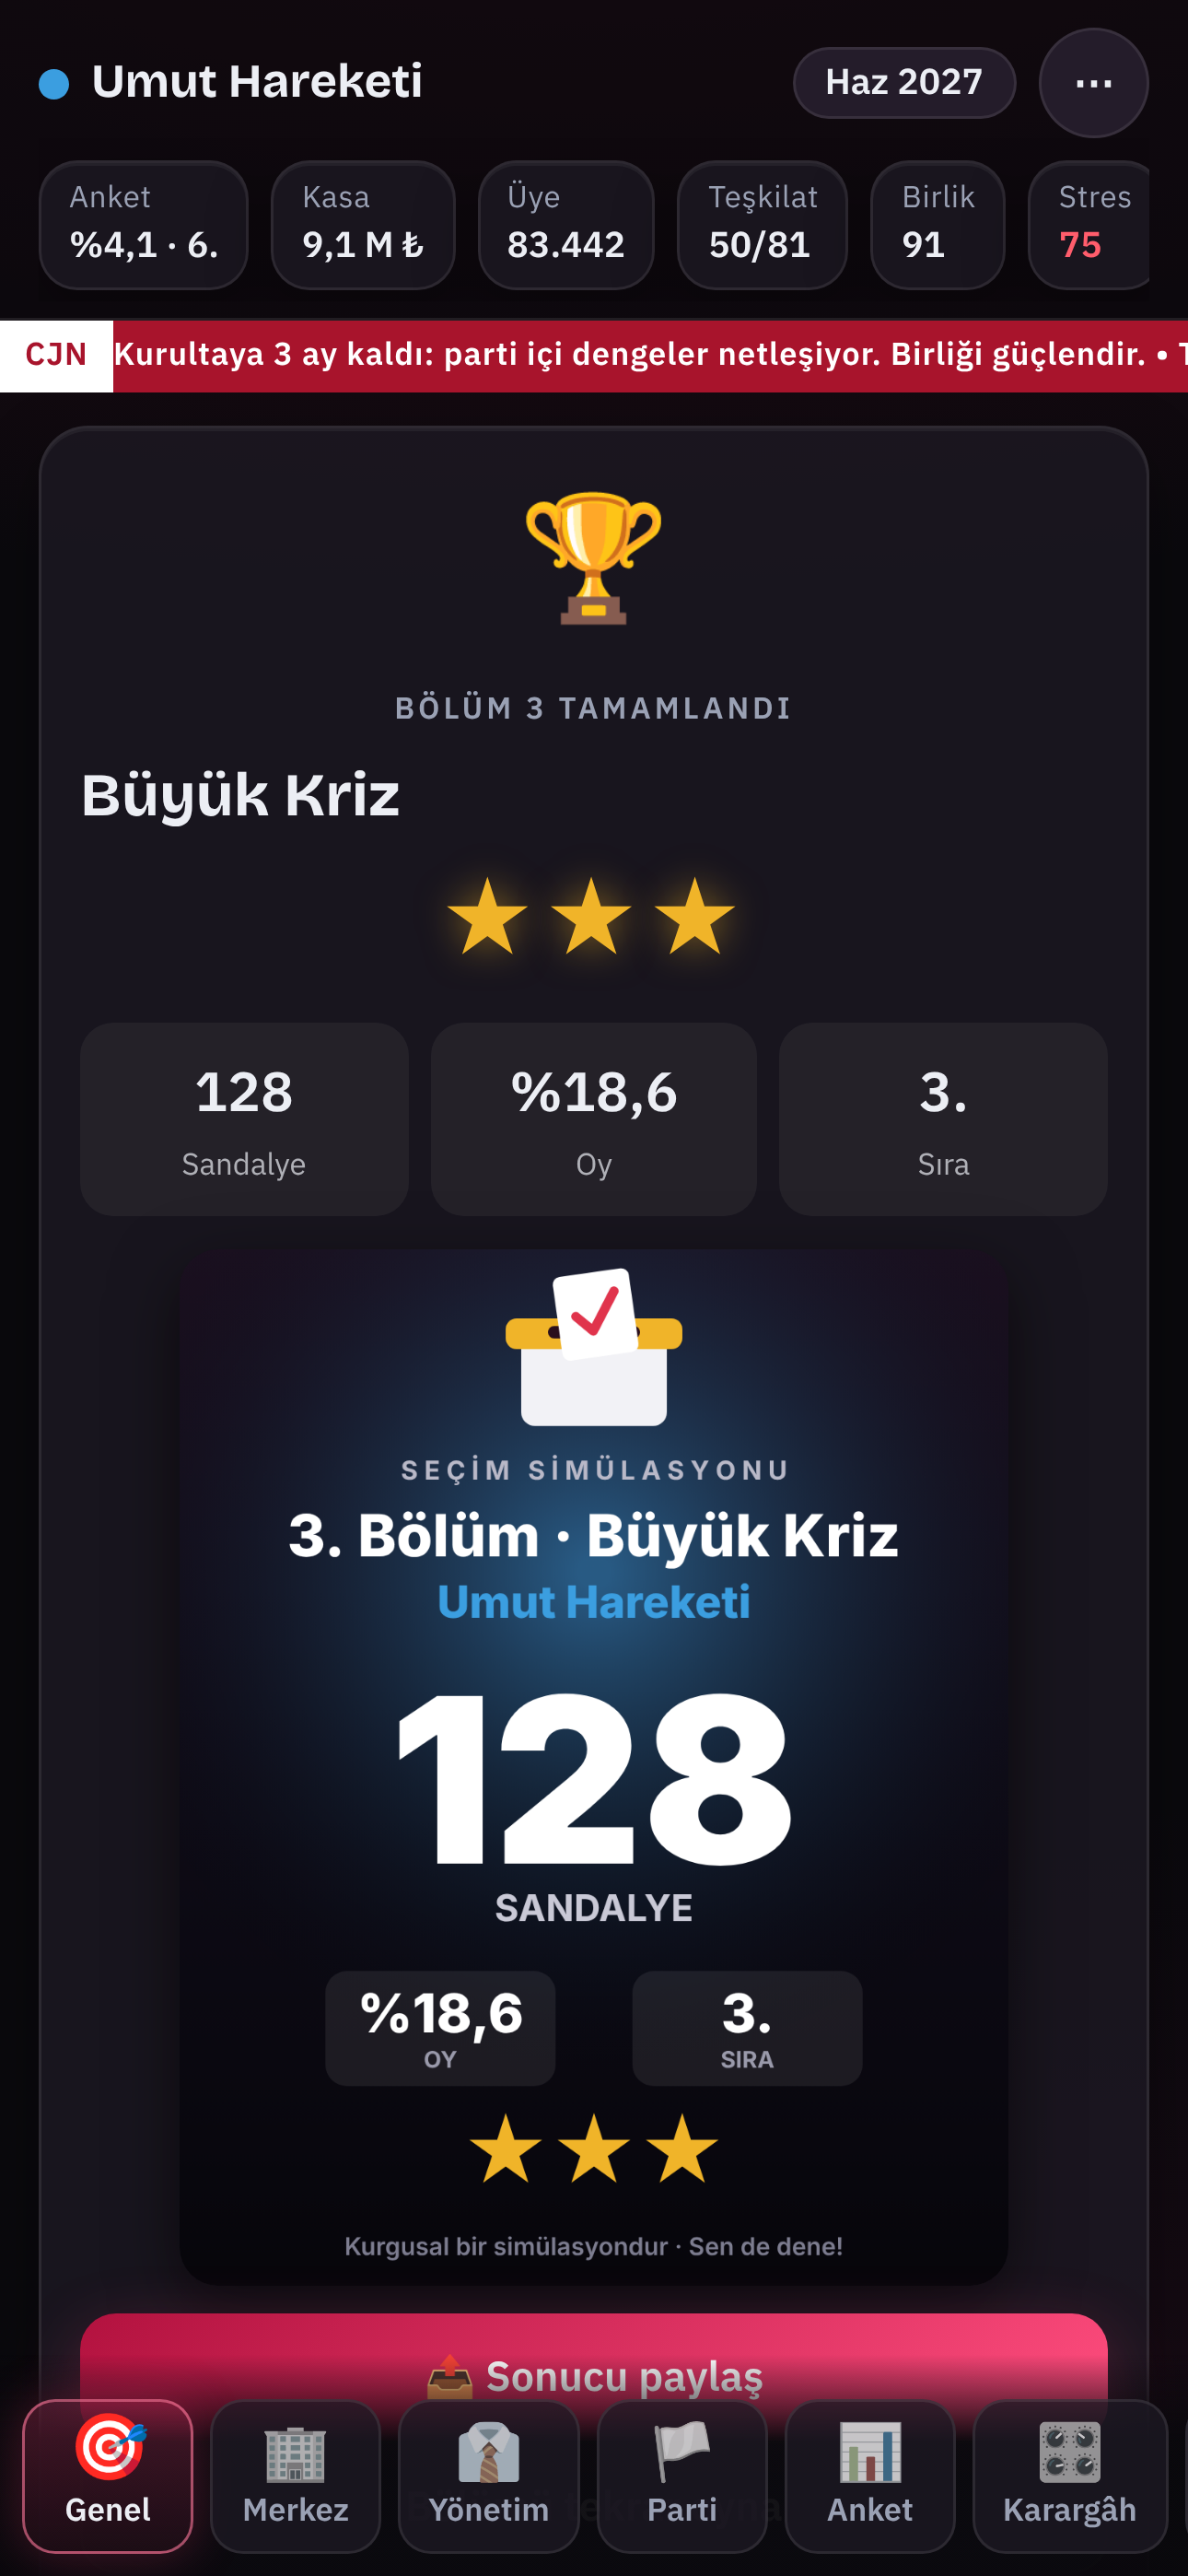 Umut Hareketi
Haz 2027
...
Anket
%4,1 · 6.
Kasa
9,1 M ₺
Üye
83.442
Teşkilat
50/81
Birlik
91
Stres
75
CJN
Kurultaya 3 ay kaldı: parti içi dengeler netleşiyor. Birliği güçlendir. •
BÖLÜM 3 TAMAMLANDI
Büyük Kriz
128
Sandalye
%18,6
Oy
3.
Sıra
SEÇİM SİMÜLASYONU
3. Bölüm · Büyük Kriz
Umut Hareketi
128
SANDALYE
%18,6
OY
3.
SIRA
Kurgusal bir simülasyondur · Sen de dene!
Sonucu paylaş
Genel
Merkez
Yönetim
Parti
Anket
Karargâh